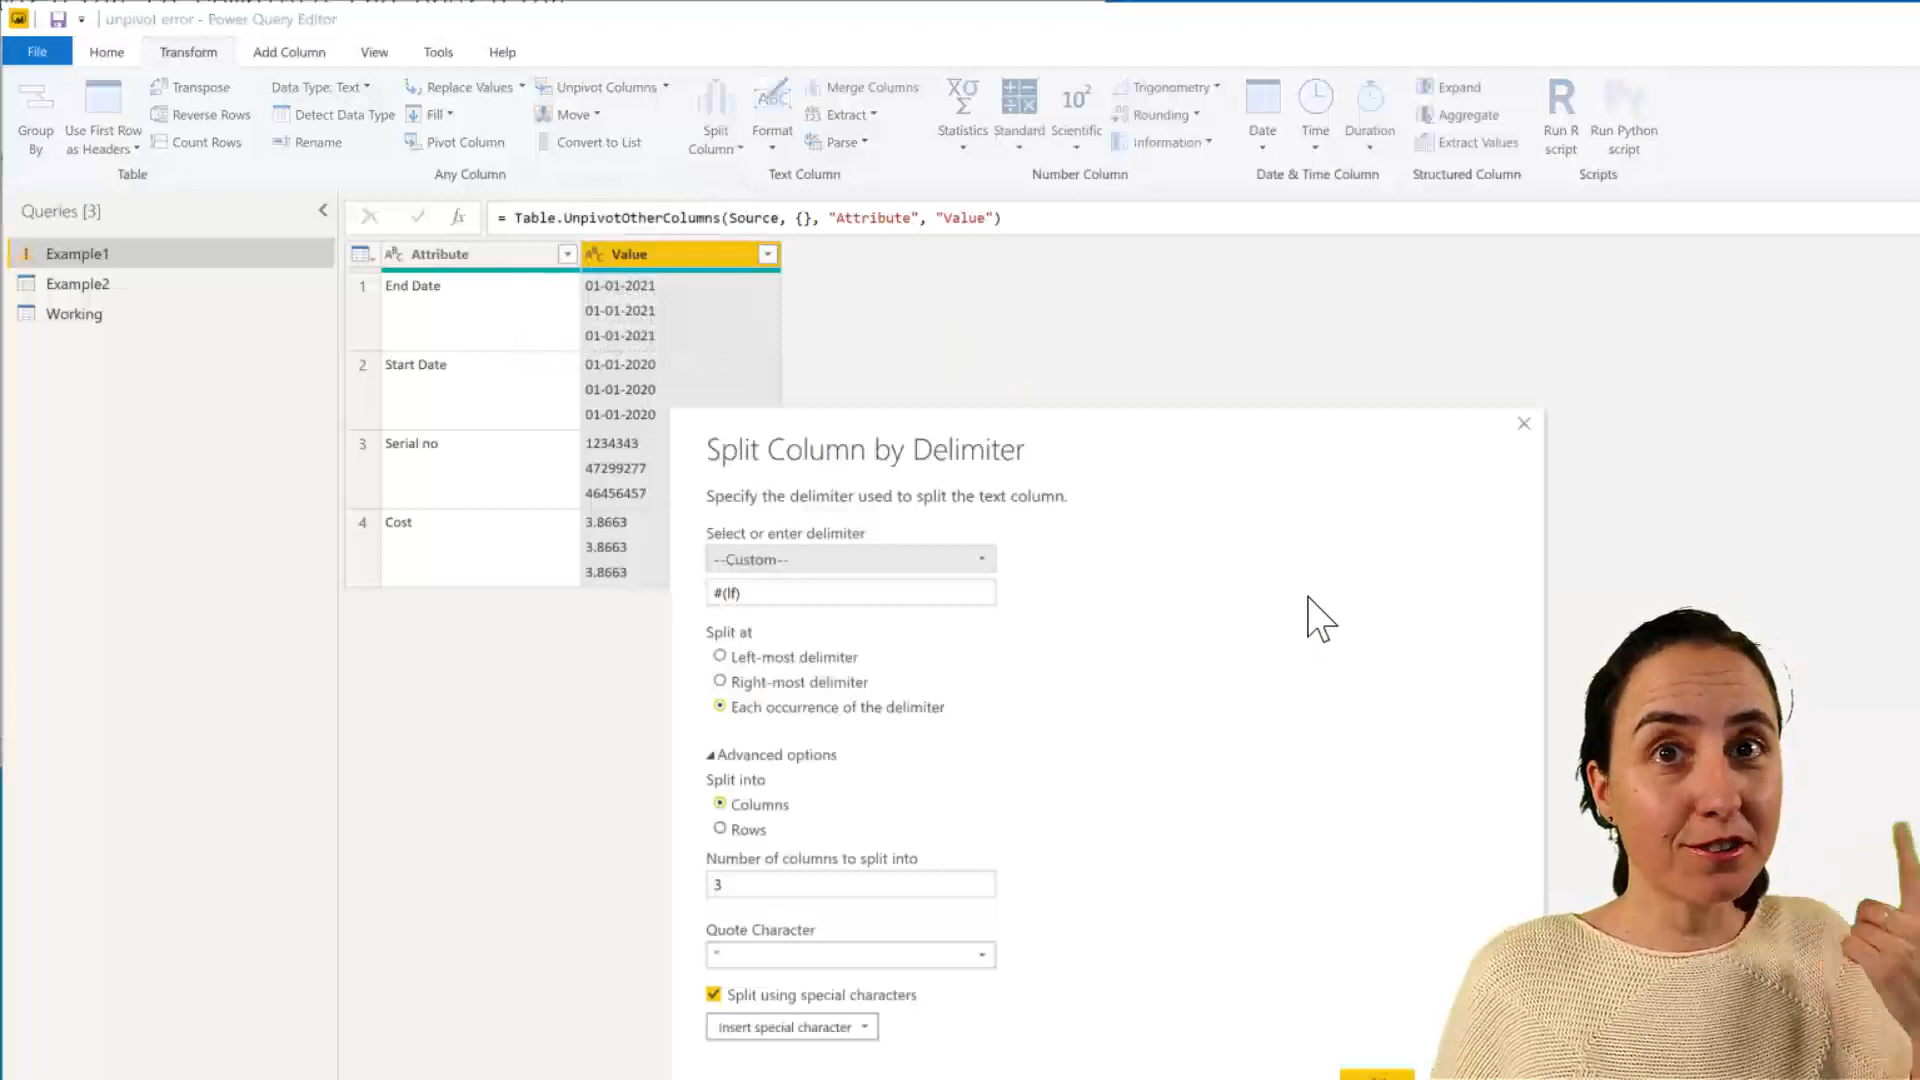 unpivot error - Power Query Editor
File Home Transform Add Column View Tools Help
Group By
Use First Row as Headers
Transpose
Reverse Rows
Count Rows
Table
Data Type: Text
Detect Data Type
Rename
Replace Values
Fill
Pivot Column
Unpivot Columns
Move
Convert to List
Any Column
Split Column
Format
ABC
Merge Columns
Extract
Parse
Text Column
Statistics
Standard
Scientific
Trigonometry
Rounding
Information
Number Column
Date
Time
Duration
Date & Time Column
Expand
Aggregate
Extract Values
Structured Column
Run R script
Run Python script
Scripts
Queries [3]
Example1
Example2
Working
fx = Table.UnpivotOtherColumns(Source, {}, "Attribute", "Value")
Attribute Value
1 End Date 01-01-2021
01-01-2021
01-01-2021
2 Start Date 01-01-2020
01-01-2020
01-01-2020
3 Serial no 1234343
47299277
46456457
4 Cost 3.8663
3.8663
3.8663
Split Column by Delimiter
Specify the delimiter used to split the text column.
Select or enter delimiter
--Custom--
#(lf)
Split at
Left-most delimiter
Right-most delimiter
Each occurrence of the delimiter
Advanced options
Split into
Columns
Rows
Number of columns to split into
3
Quote Character
"
Split using special characters
Insert special character